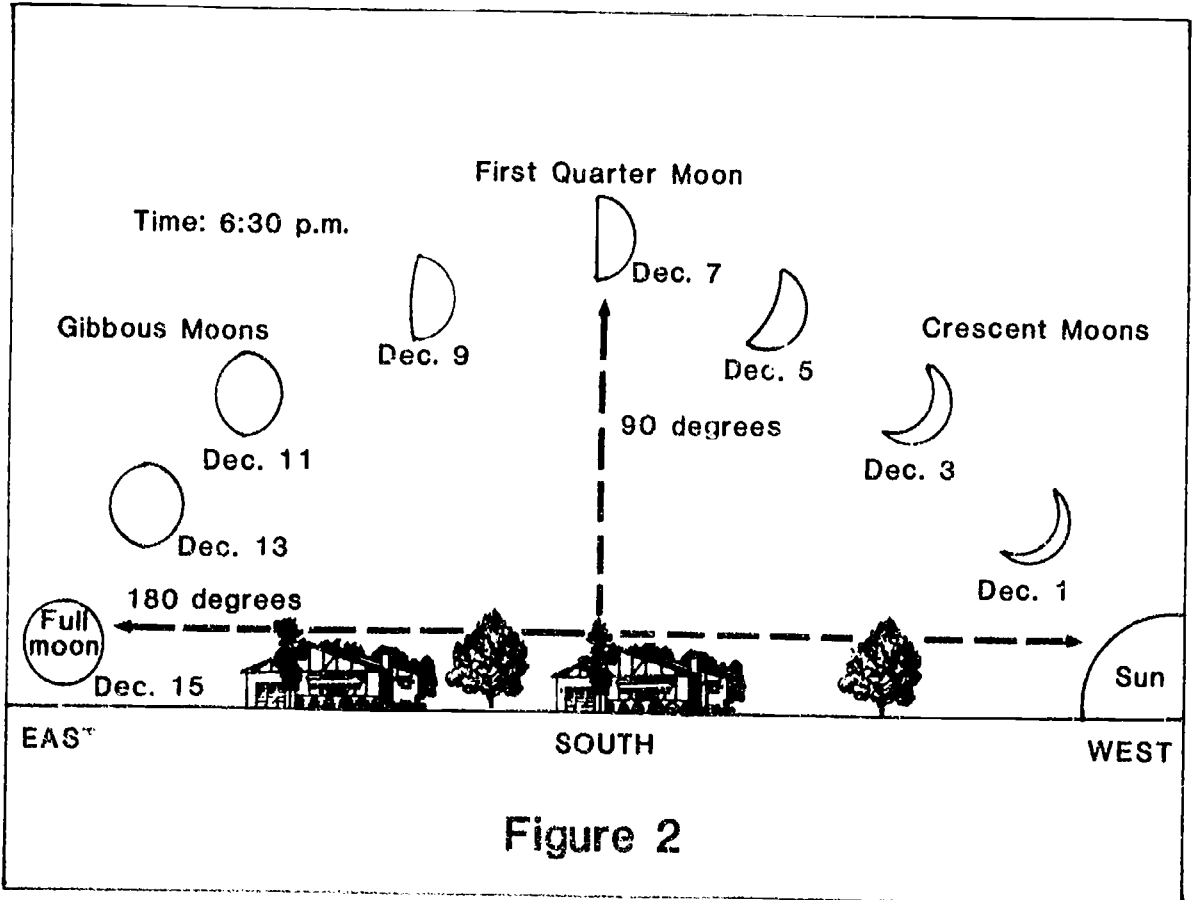 First Quarter Moon
Time: 6:30 p.m.
Dec. 7
Gibbous Moons
Crescent Moons
Dec. 9
Dec. 5
90 degrees
Dec. 11
Dec. 3
Dec. 13
Dec. 1
180 degrees
Full
moon
Sun
Dec. 15
EAST
SOUTH
WEST
Figure 2